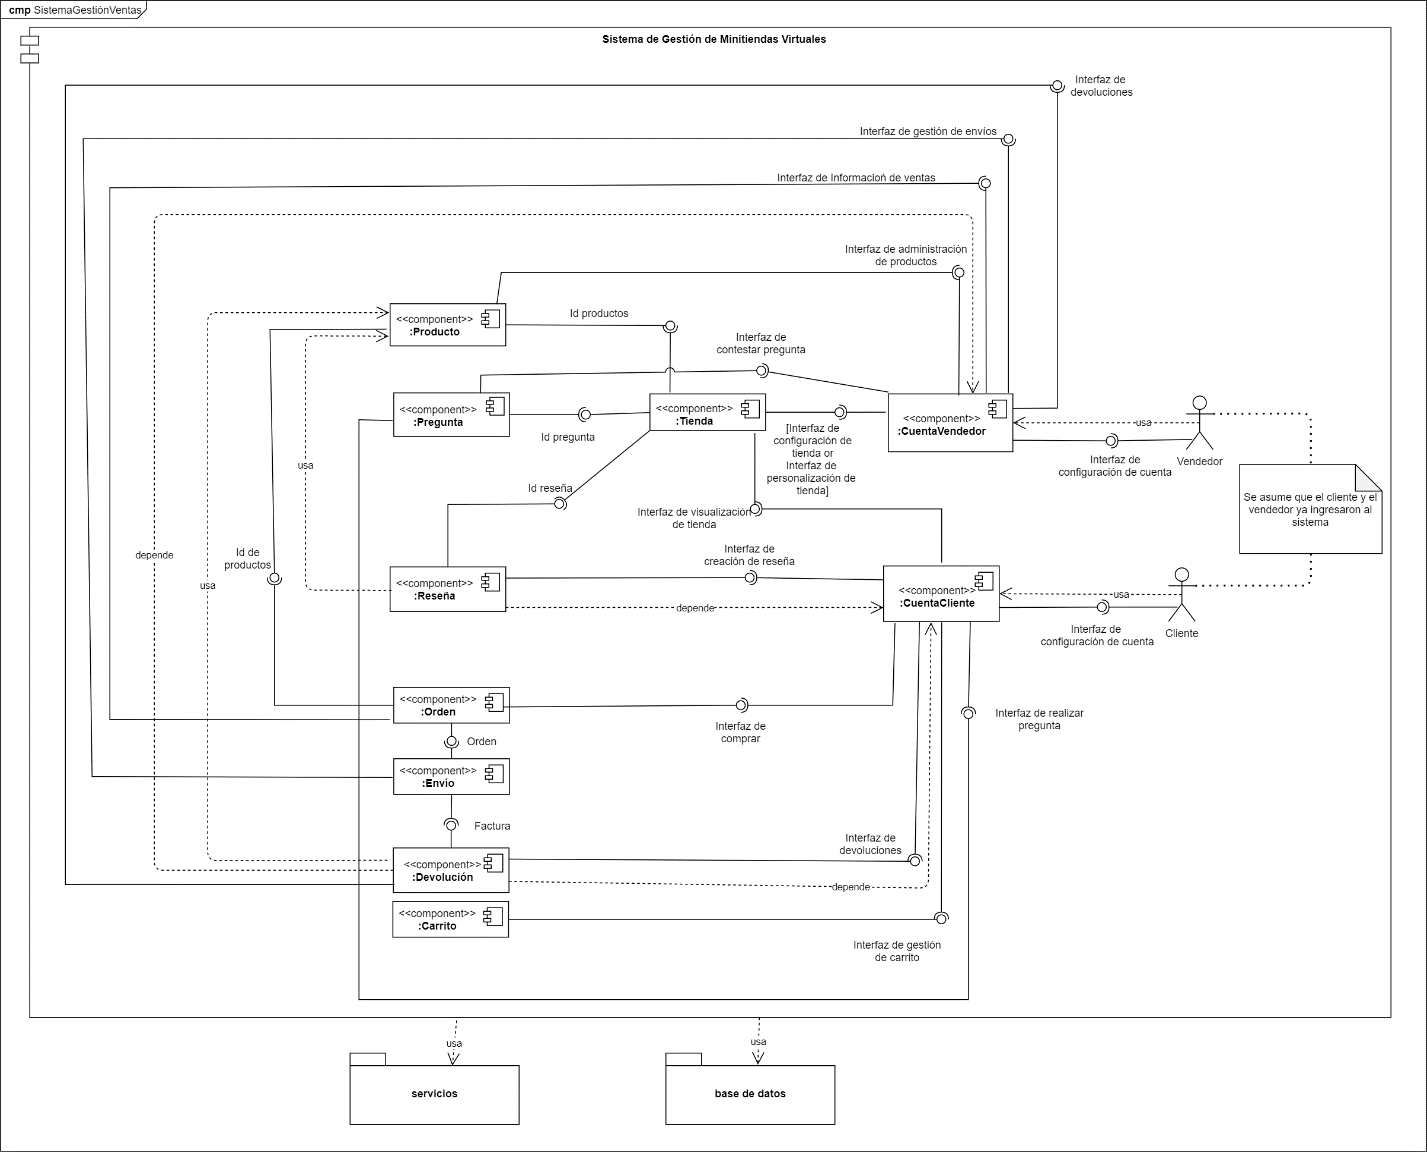 cmp SistemaGestiónVentas
Sistema de Gestión de Minitiendas Virtuales
Interfaz de
devoluciones
Interfaz de gestión de envíos
Interfaz de Informacioń de ventas
Interfaz de administración
de productos
<<component>>
:Producto
Id productos
Interfaz de
contestar pregunta
<<component>>
:Pregunta
Id pregunta
<<component>>
:Tienda
[Interfaz de
configuración de
tienda or
Interfaz de
personalización de
tienda]
<<component>>
:CuentaVendedor
usa
Interfaz de
configuración de cuenta
Vendedor
Se asume que el cliente y el
vendedor ya ingresaron al
sistema
usa
Id reseña
Interfaz de visualización
de tienda
depende
Id de
productos
usa
Interfaz de
creación de reseña
<<component>>
:Reseña
depende
<<component>>
:CuentaCliente
usa
Interfaz de
configuración de cuenta
Cliente
<<component>>
:Orden
Interfaz de
comprar
Interfaz de realizar
pregunta
Orden
<<component>>
:Envío
Factura
Interfaz de
devoluciones
<<component>>
:Devolución
depende
<<component>>
:Carrito
Interfaz de gestión
de carrito
usa
usa
servicios
base de datos